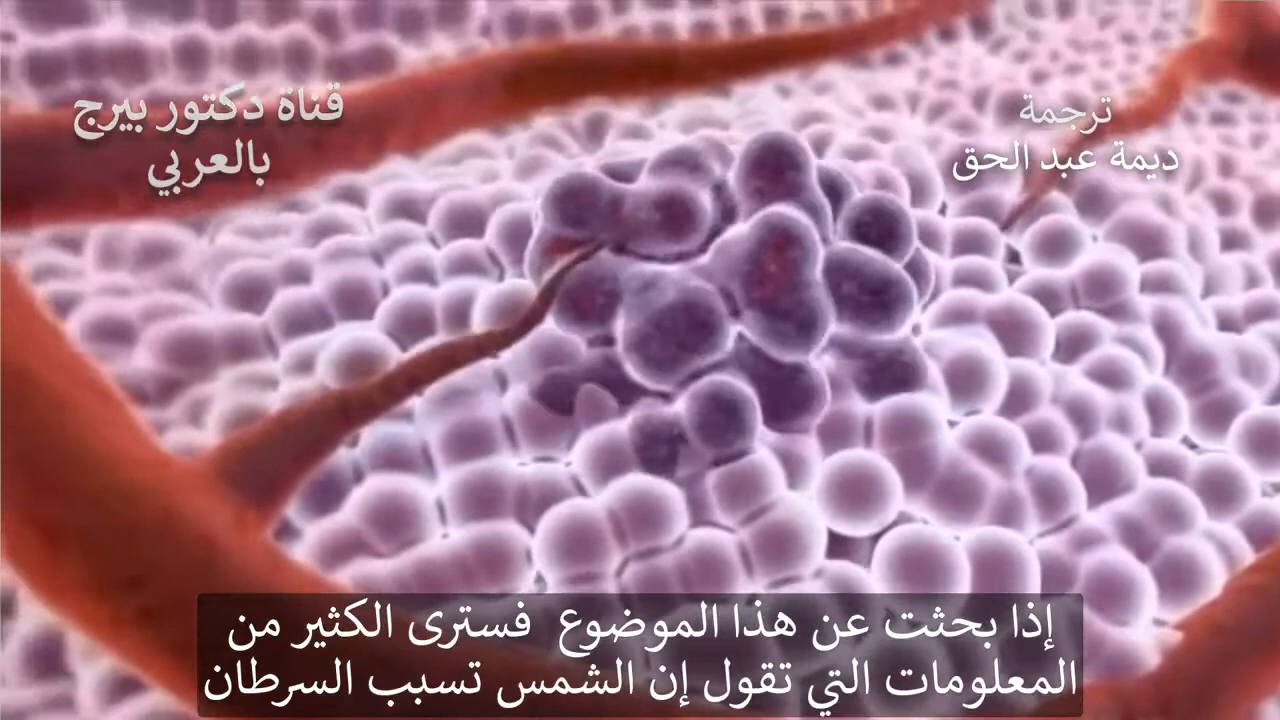 قناة دكتور بيرج
بالعربي
ترجمة
ديمة عبد الحق
إذا بحثت عن هذا الموضوع فسترى الكثير من
المعلومات التي تقول إن الشمس تسبب السرطان